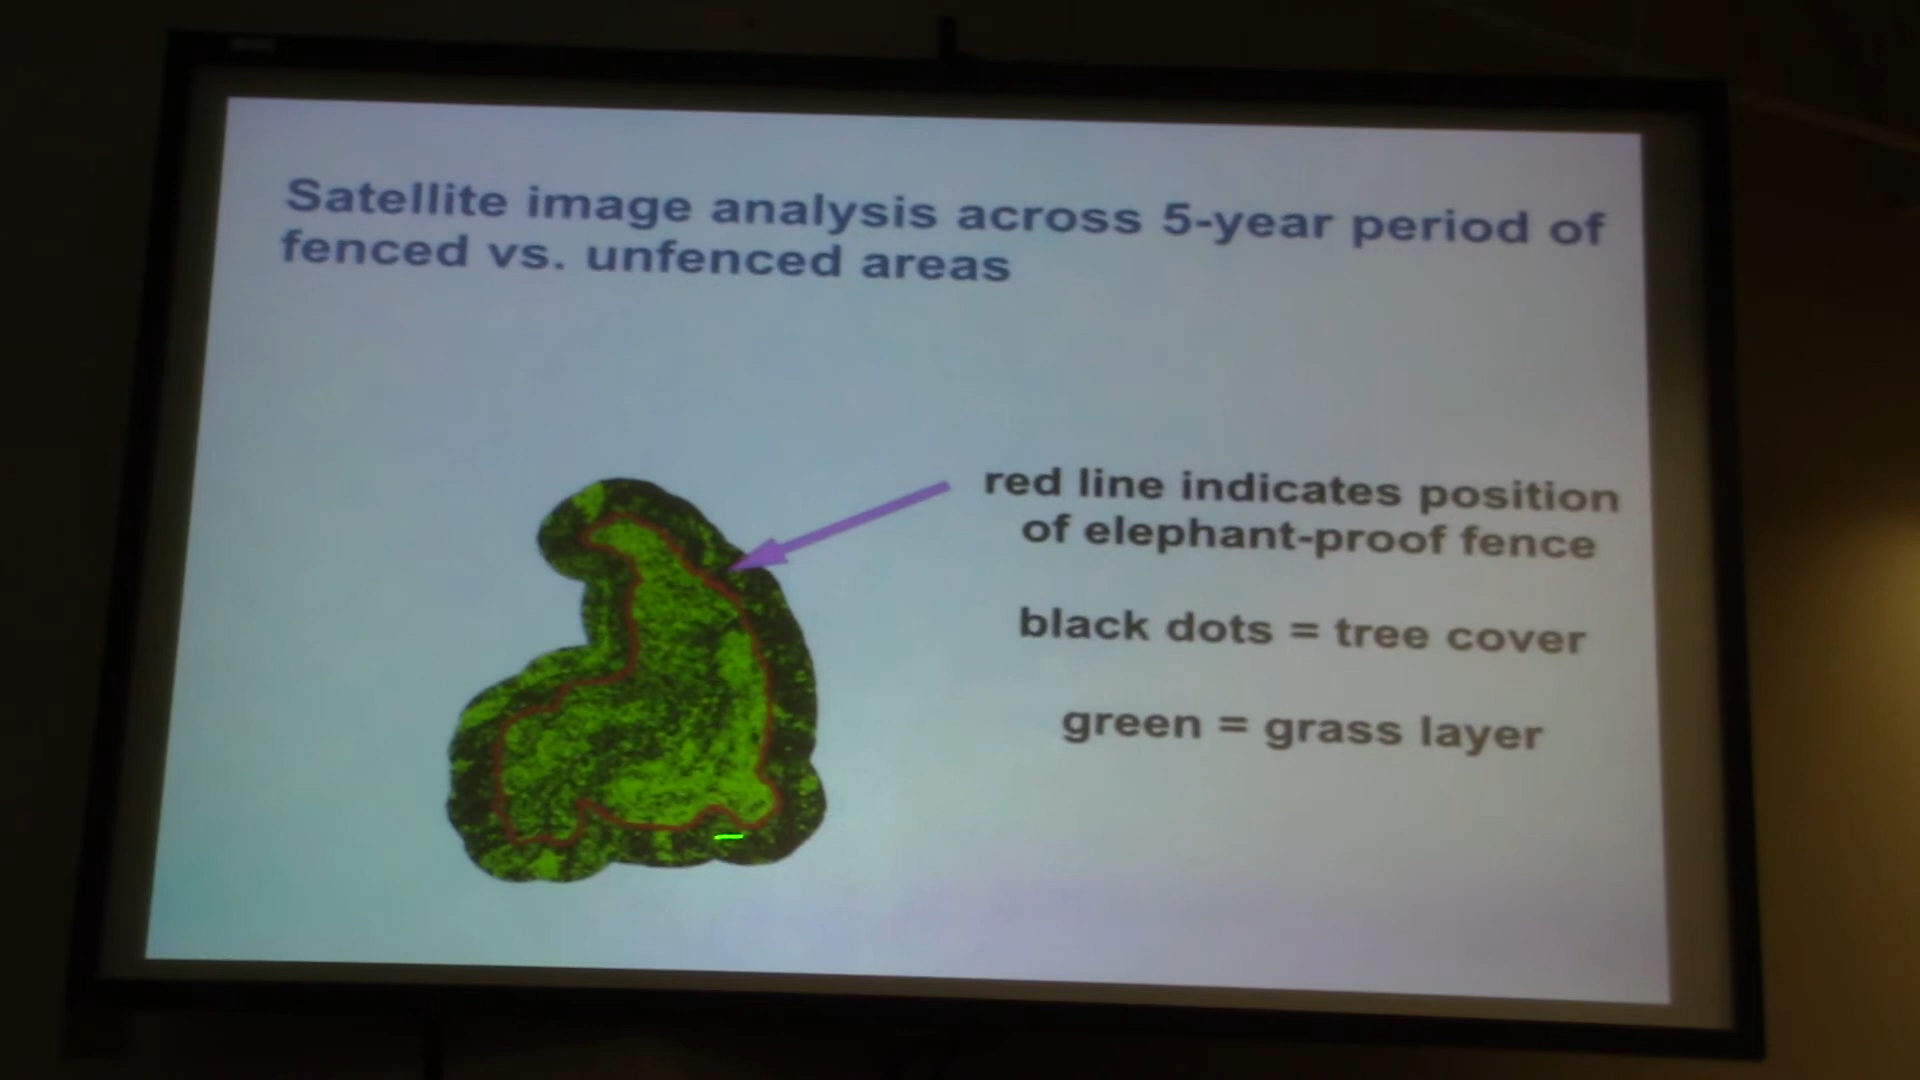 Satellite image analysis across 5-year period of
fenced vs. unfenced areas
red line indicates position
of elephant-proof fence
black dots = tree cover
green = grass layer